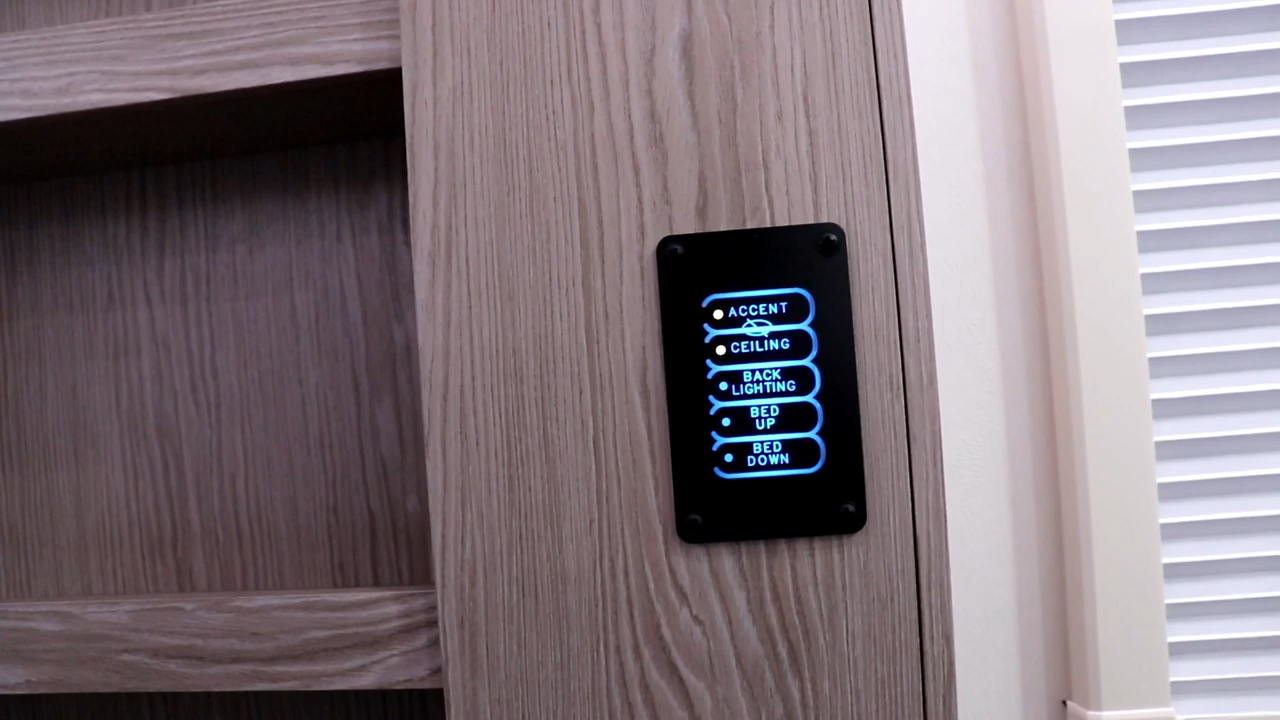 ACCENT
CEILING
BACK
LIGHTING
BED
UP
BED
DOWN